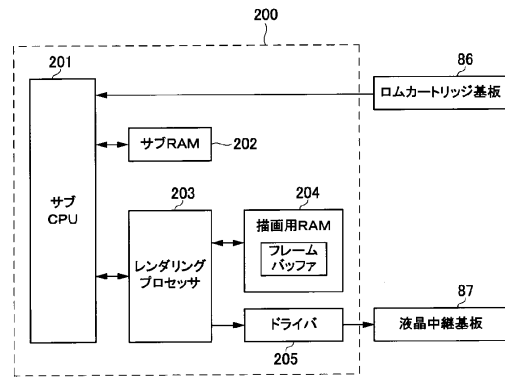 200
201
86
ロムカートリッジ基板
サブRAM
202
サブ
CPU
203
204
レンダリング
プロセッサ
描画用RAM
フレーム
バッファ
87
ドライバ
液晶中継基板
205